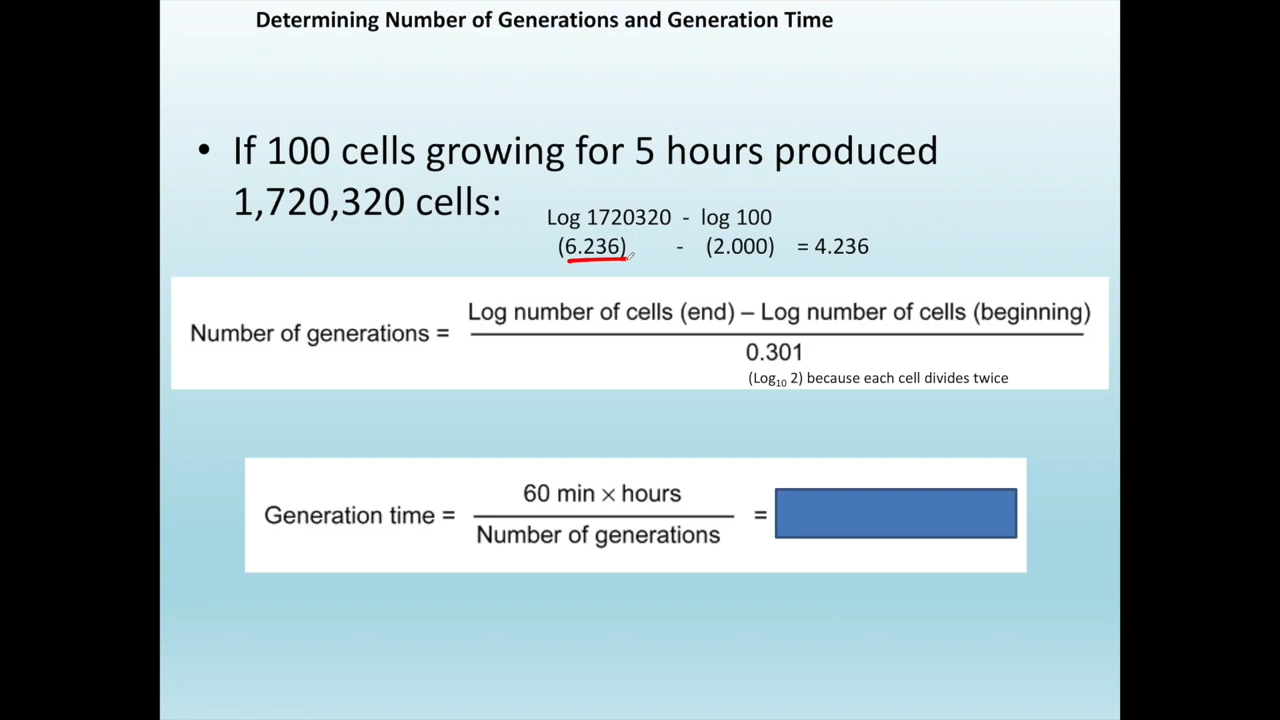 Determining Number of Generations and Generation Time
• If 100 cells growing for 5 hours produced
1,720,320 cells:
Log 1720320 - log 100
(6.236) - (2.000) = 4.236
Number of generations =
Log number of cells (end) – Log number of cells (beginning)
0.301
(Log₁₀ 2) because each cell divides twice
Generation time =
60 min × hours
Number of generations
=